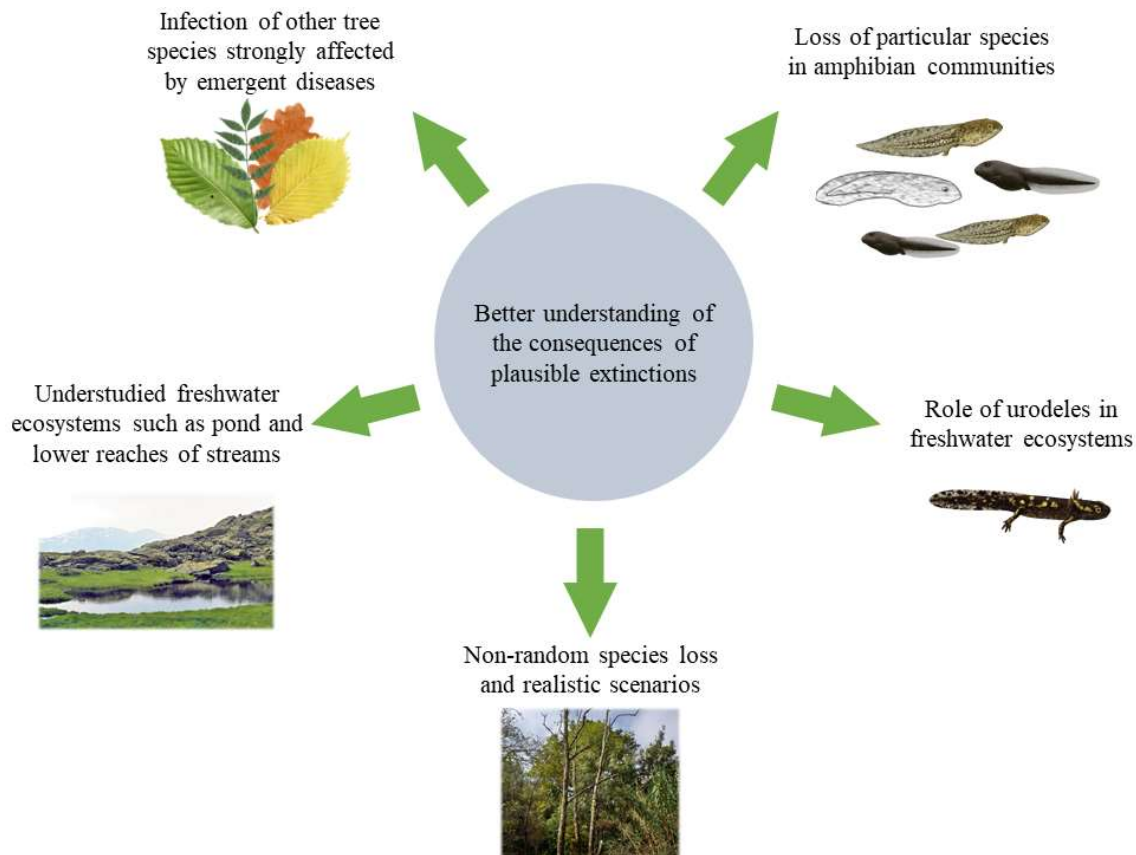 Infection of other tree
species strongly affected
by emergent diseases
Loss of particular species
in amphibian communities
Better understanding of
the consequences of
plausible extinctions
Understudied freshwater
ecosystems such as pond and
lower reaches of streams
Role of urodeles in
freshwater ecosystems
Non-random species loss
and realistic scenarios